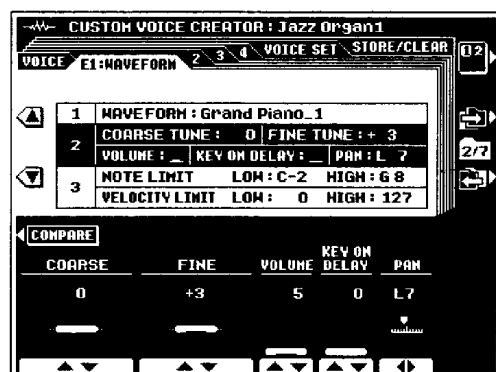 CUSTOM VOICE CREATOR : Jazz Organ1
VOICE E1:WAVEFORM 2 3 4 VOICE SET STORE/CLEAR
1 WAVEFORM : Grand Piano_1
2 COARSE TUNE : 0 FINE TUNE : + 3
VOLUME : _ KEY ON DELAY : _ PAN : L 7
2/7
3 NOTE LIMIT LOW : C-2 HIGH : G 8
VELOCITY LIMIT LOW : 0 HIGH : 127
COMPARE
COARSE FINE VOLUME KEY ON DELAY PAN
0 +3 5 0 L7